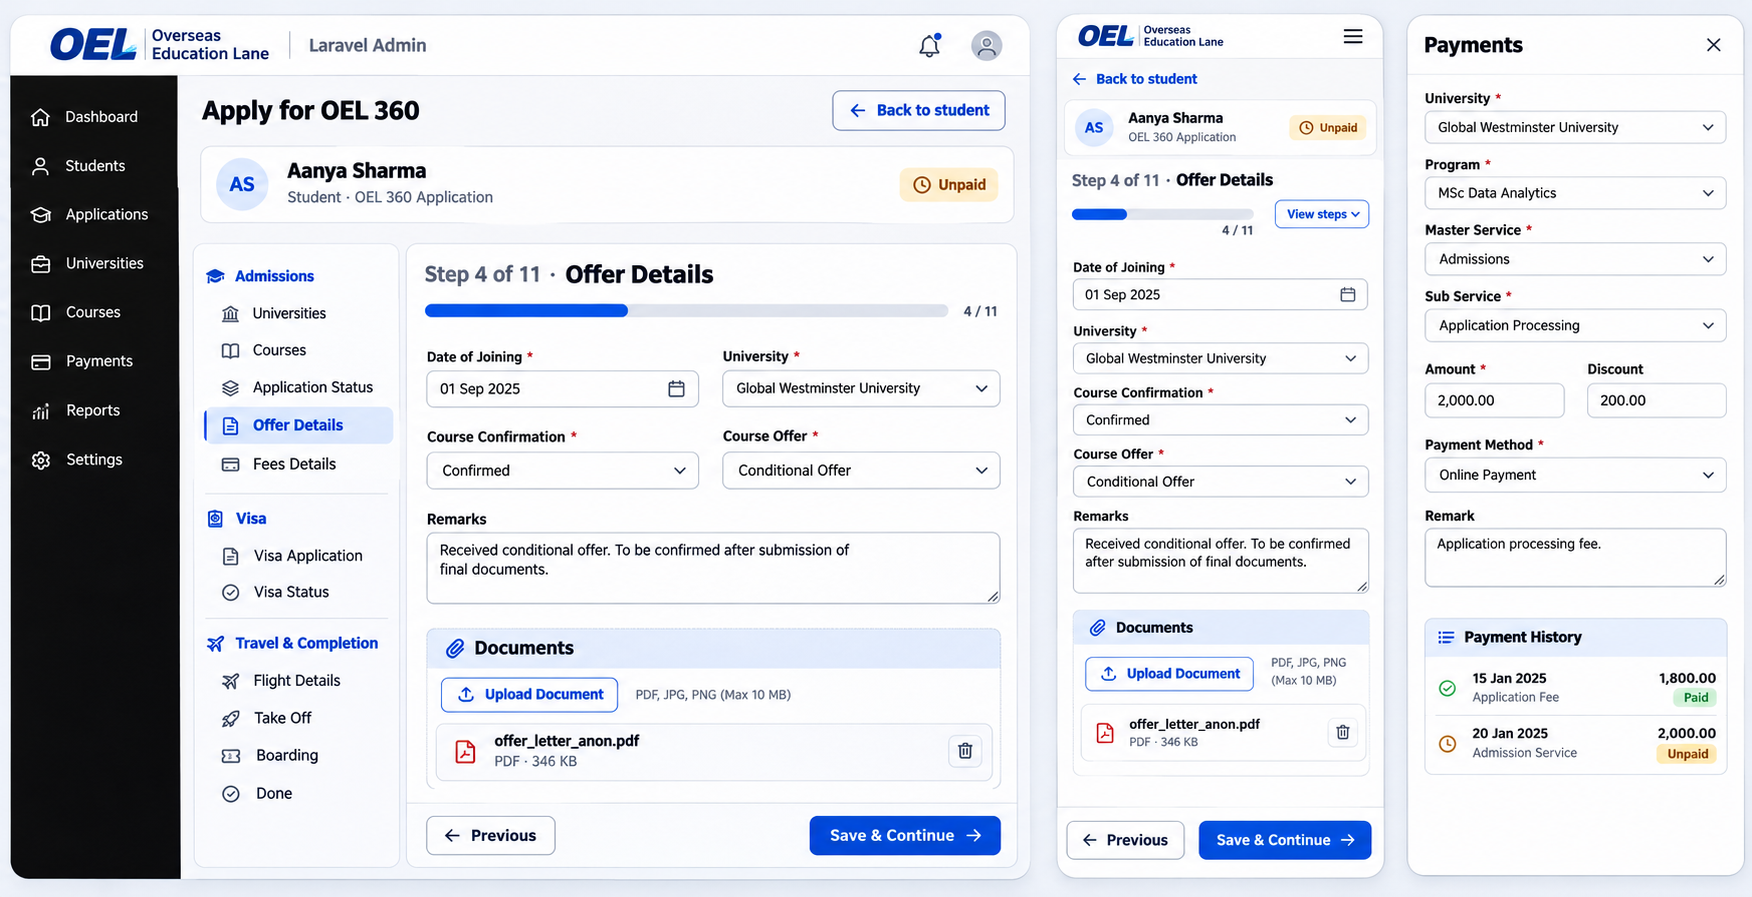 OEL
Overseas
Education Lane
Laravel Admin
Dashboard
Students
Applications
Universities
Courses
Payments
Reports
Settings
Apply for OEL 360
Back to student
AS
Aanya Sharma
Student · OEL 360 Application
Unpaid
Admissions
Universities
Courses
Application Status
Offer Details
Fees Details
Visa
Visa Application
Visa Status
Travel & Completion
Flight Details
Take Off
Boarding
Done
Step 4 of 11 · Offer Details
4 / 11
Date of Joining *
01 Sep 2025
University *
Global Westminster University
Course Confirmation *
Confirmed
Course Offer *
Conditional Offer
Remarks
Received conditional offer. To be confirmed after submission of
final documents.
Documents
Upload Document
PDF, JPG, PNG (Max 10 MB)
offer_letter_anon.pdf
PDF · 346 KB
Previous
Save & Continue
OEL
Overseas
Education Lane
Back to student
AS
Aanya Sharma
OEL 360 Application
Unpaid
Step 4 of 11 · Offer Details
4 / 11
View steps
Date of Joining *
01 Sep 2025
University *
Global Westminster University
Course Confirmation *
Confirmed
Course Offer *
Conditional Offer
Remarks
Received conditional offer. To be confirmed
after submission of final documents.
Documents
Upload Document
PDF, JPG, PNG
(Max 10 MB)
offer_letter_anon.pdf
PDF · 346 KB
Previous
Save & Continue
Payments
University *
Global Westminster University
Program *
MSc Data Analytics
Master Service *
Admissions
Sub Service *
Application Processing
Amount *
2,000.00
Discount
200.00
Payment Method *
Online Payment
Remark
Application processing fee.
Payment History
15 Jan 2025
1,800.00
Application Fee
Paid
20 Jan 2025
2,000.00
Admission Service
Unpaid